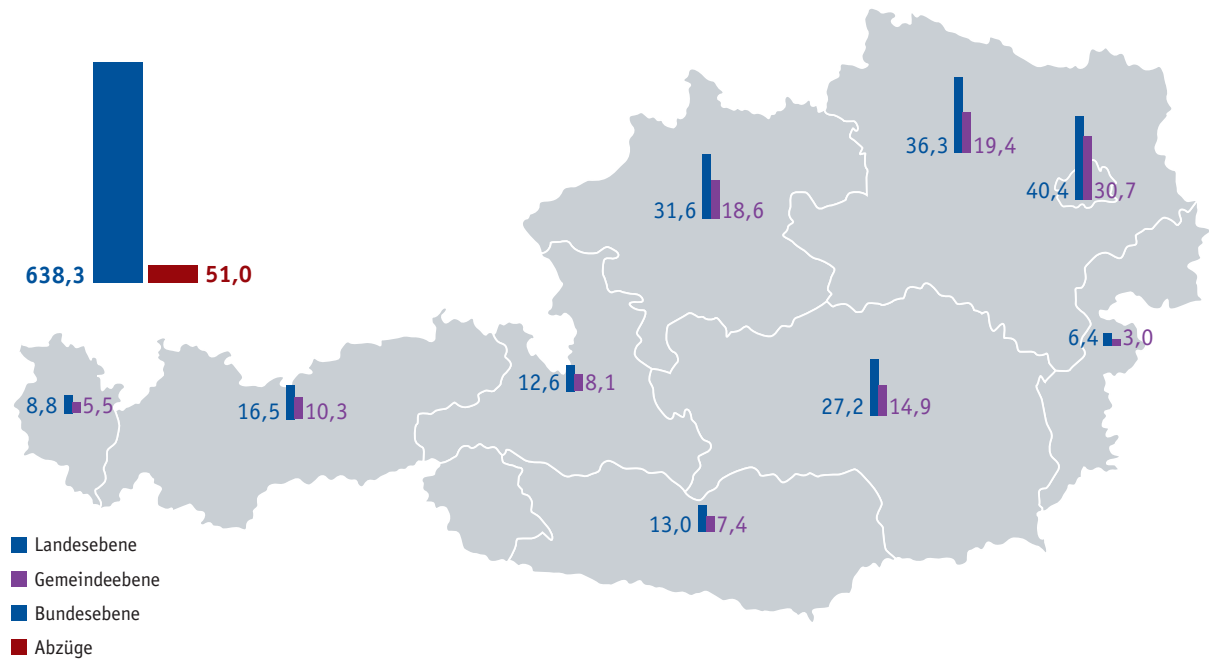 638,3 51,0
36,3 19,4
40,4 30,7
31,6 18,6
6,4 3,0
12,6 8,1
8,8 5,5
16,5 10,3
27,2 14,9
13,0 7,4
Landesebene
Gemeindeebene
Bundesebene
Abzüge